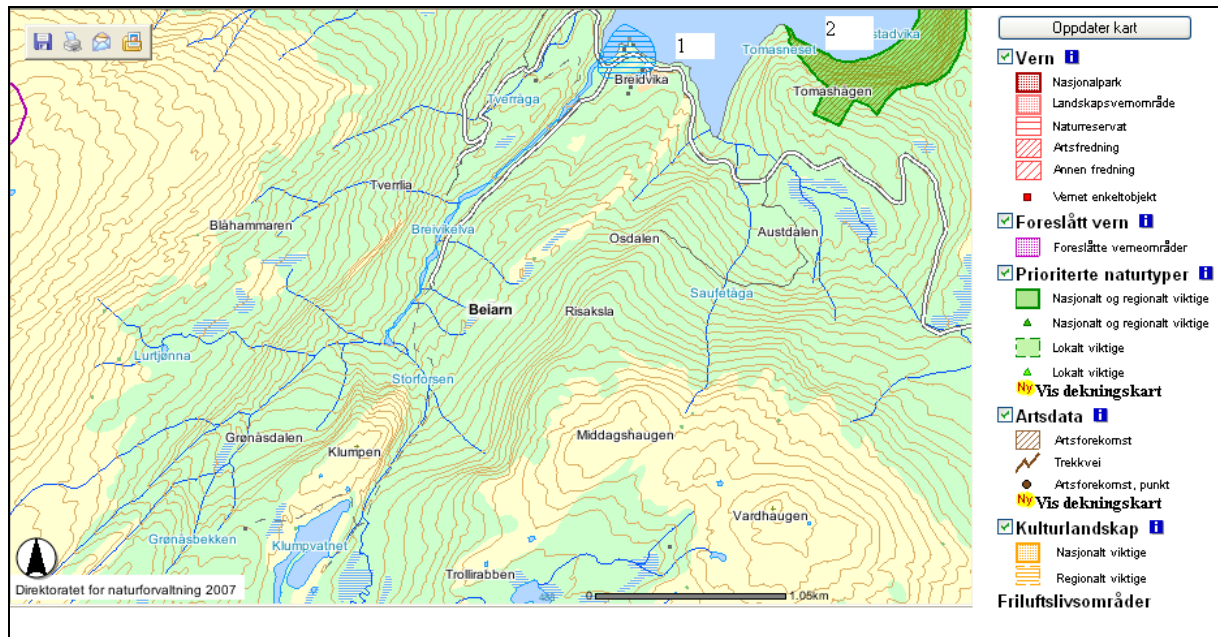 1
2
Tomasneset
stadvika
Breidvika
Tomashagen
Tverråga
Tverrlia
Blåhammaren
Breivikelva
Osdalen
Austdalen
Saufetåga
Beiarn
Risaksla
Lurtjønna
Storforsen
Grønåsdalen
Klumpen
Middagshaugen
Vardhaugen
Grønåsbekken
Klumpvatnet
Trollirabben
Direktoratet for naturforvaltning 2007
0
1.05km
Oppdater kart
Vern
Nasjonalpark
Landskapsvernområde
Naturreservat
Artsfredning
Annen fredning
Vernet enkeltobjekt
Foreslått vern
Foreslåtte verneområder
Prioriterte naturtyper
Nasjonalt og regionalt viktige
Nasjonalt og regionalt viktige
Lokalt viktige
Lokalt viktige
Ny Vis dekningskart
Artsdata
Artsforekomst
Trekkvei
Artsforekomst, punkt
Ny Vis dekningskart
Kulturlandskap
Nasjonalt viktige
Regionalt viktige
Friluftslivsområder